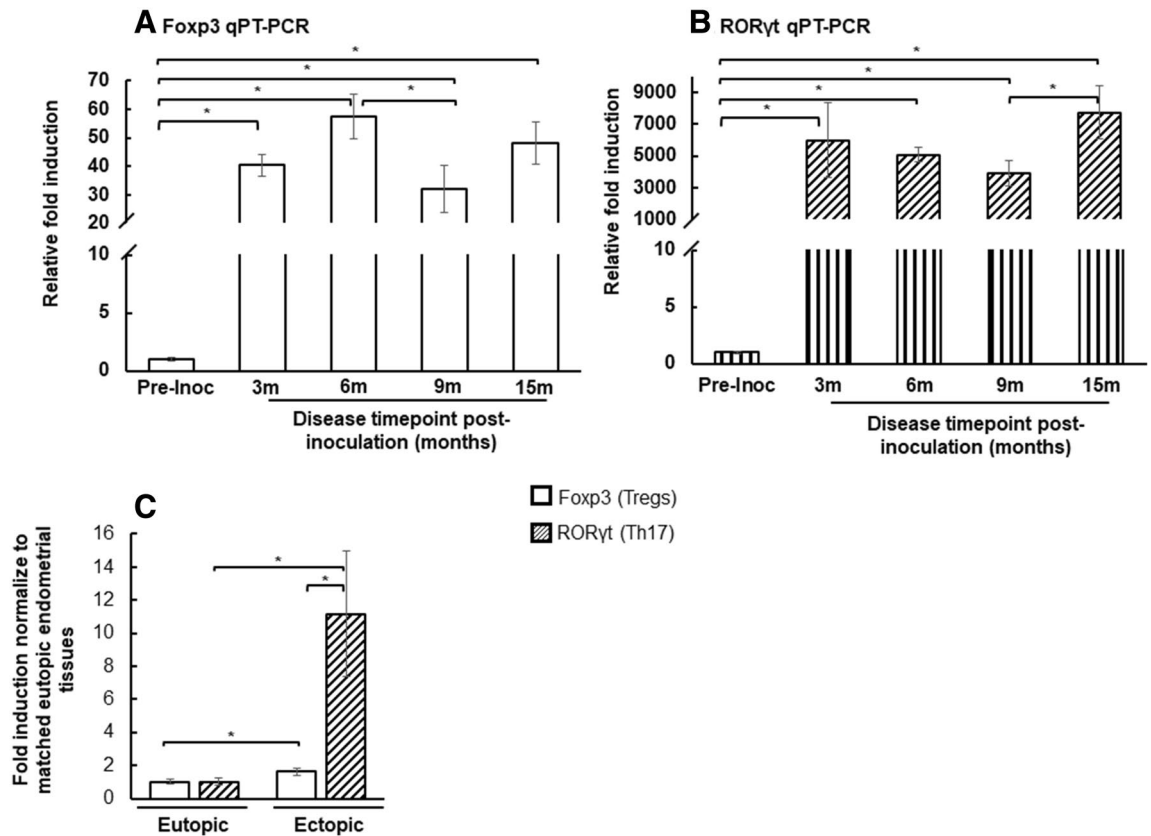 A Foxp3 qPT-PCR
*
*
*
*
*
Relative fold induction
70
60
50
40
30
20
10
5
0
Pre-Inoc 3m 6m 9m 15m
Disease timepoint post-
inoculation (months)
B RORγt qPT-PCR
*
*
*
*
*
Relative fold induction
9000
7000
5000
3000
1000
10
5
0
Pre-Inoc 3m 6m 9m 15m
Disease timepoint post-
inoculation (months)
C
Foxp3 (Tregs)
RORγt (Th17)
Fold induction normalize to
matched eutopic endometrial
tissues
16
14
12
10
8
6
4
2
0
*
*
*
Eutopic Ectopic